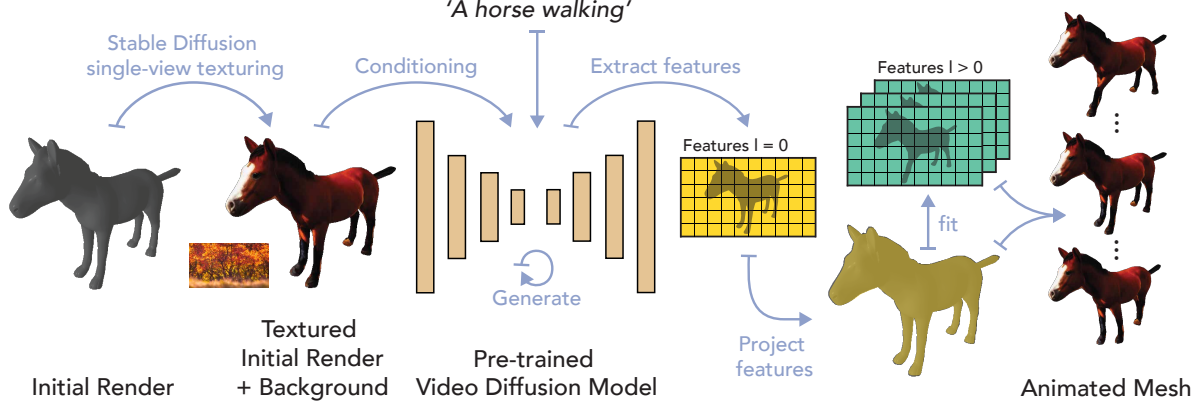 'A horse walking'
Stable Diffusion
single-view texturing
Conditioning
Extract features
Features l > 0
Features l = 0
fit
Generate
Project
features
Initial Render
Textured
Initial Render
+ Background
Pre-trained
Video Diffusion Model
Animated Mesh